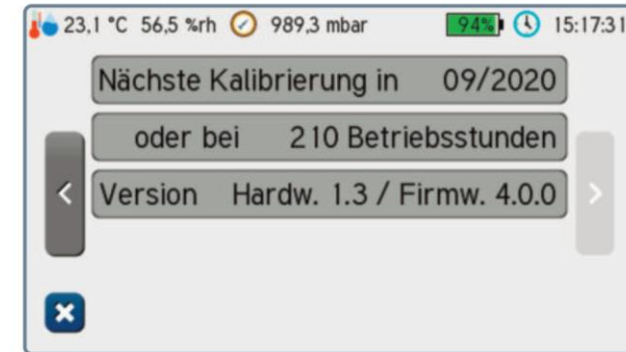 23,1 °C 56,5 %rh 989,3 mbar 94% 15:17:31
Nächste Kalibrierung in 09/2020
oder bei 210 Betriebsstunden
Version Hardw. 1.3 / Firmw. 4.0.0